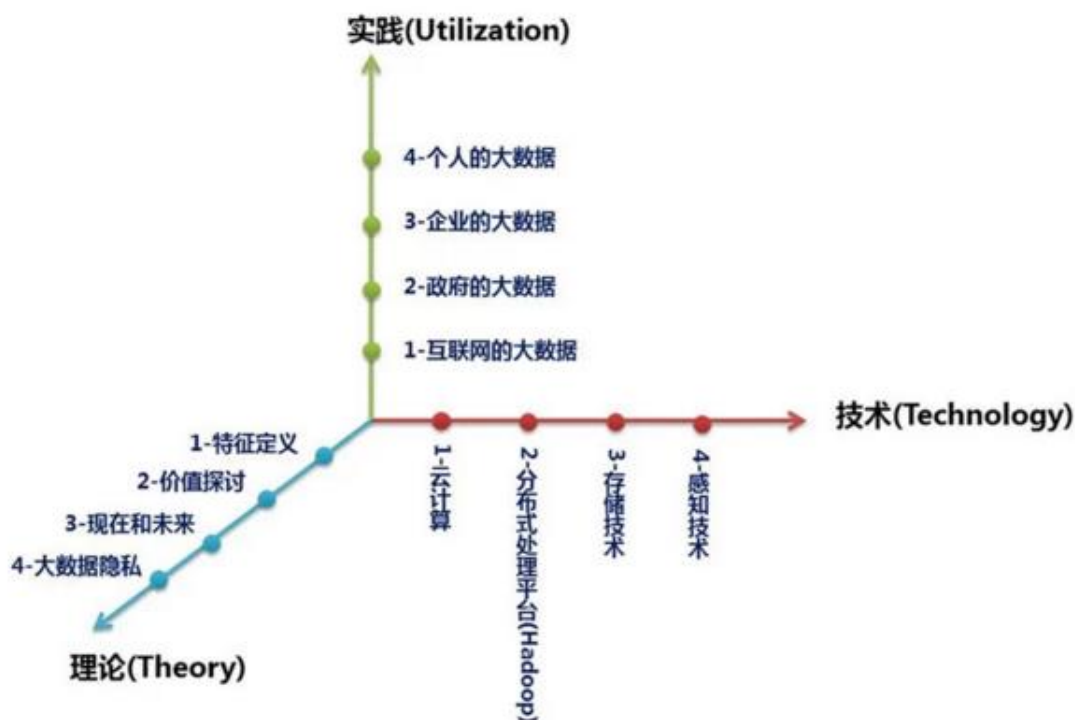 实践(Utilization)
4-个人的大数据
3-企业的大数据
2-政府的大数据
1-互联网的大数据
技术(Technology)
1-云计算
2-分布式处理平台(Hadoop)
3-存储技术
4-感知技术
1-特征定义
2-价值探讨
3-现在和未来
4-大数据隐私
理论(Theory)